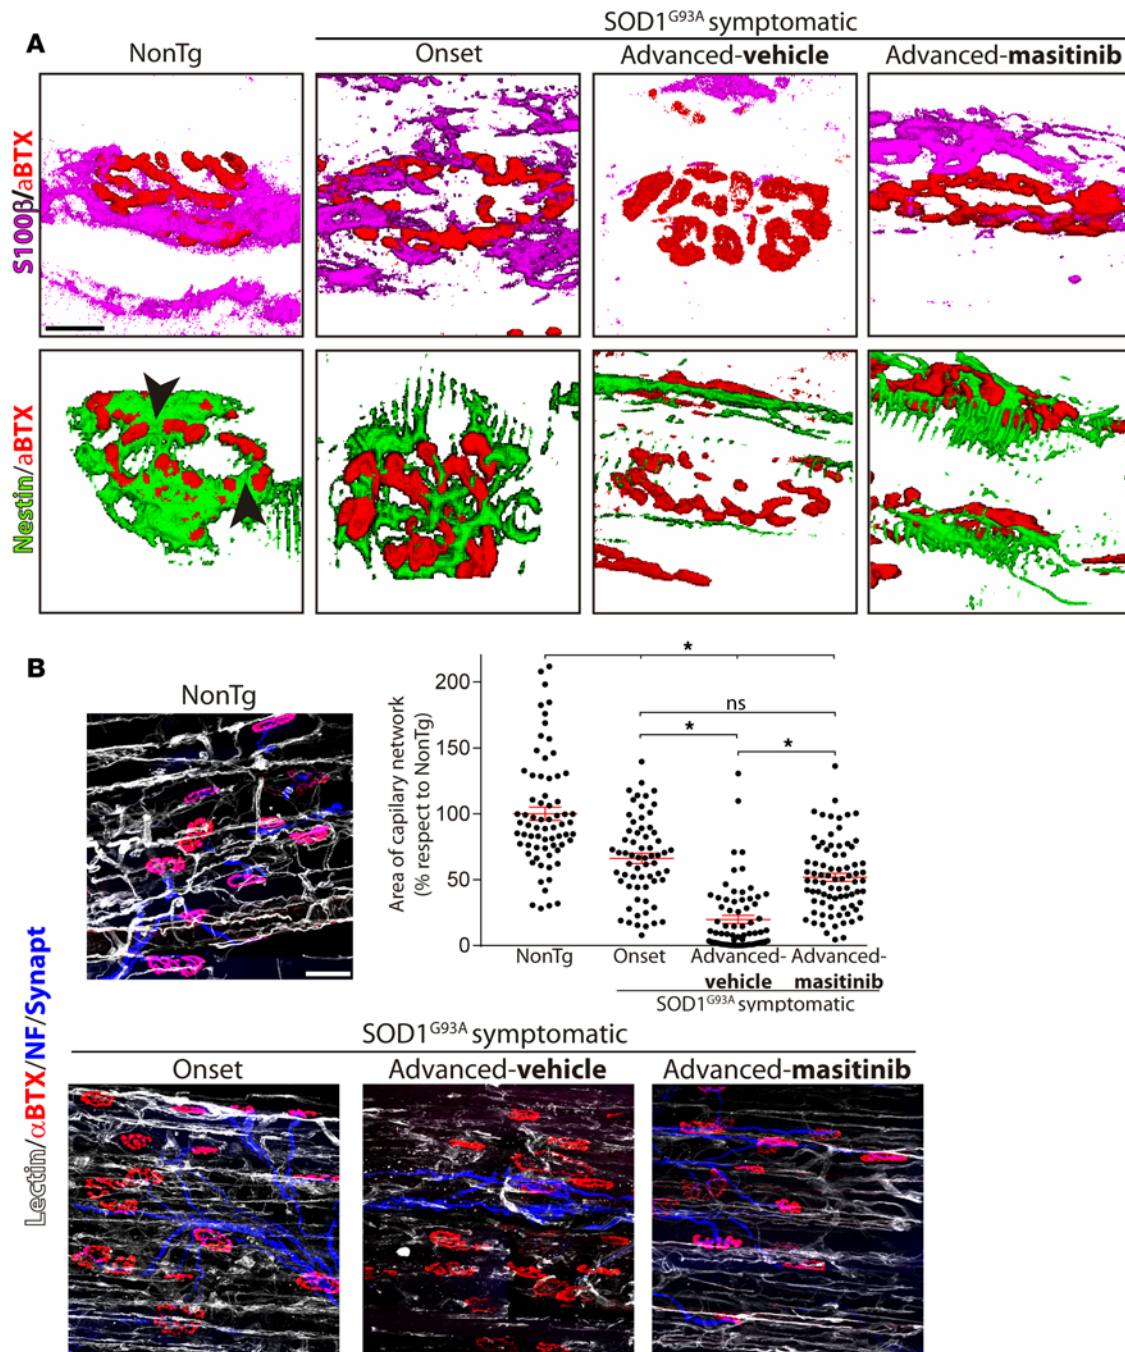 A
SOD1G93A symptomatic
NonTg
Onset
Advanced-vehicle
Advanced-masitinib
S100β/aBTX
Nestin/aBTX
B
NonTg
Lectin/αBTX/NF/Synapt
Area of capilary network
(% respect to NonTg)
200
150
100
50
0
*
ns
*
*
NonTg
Onset
Advanced-
vehicle
Advanced-
masitinib
SOD1G93A symptomatic
SOD1G93A symptomatic
Onset
Advanced-vehicle
Advanced-masitinib